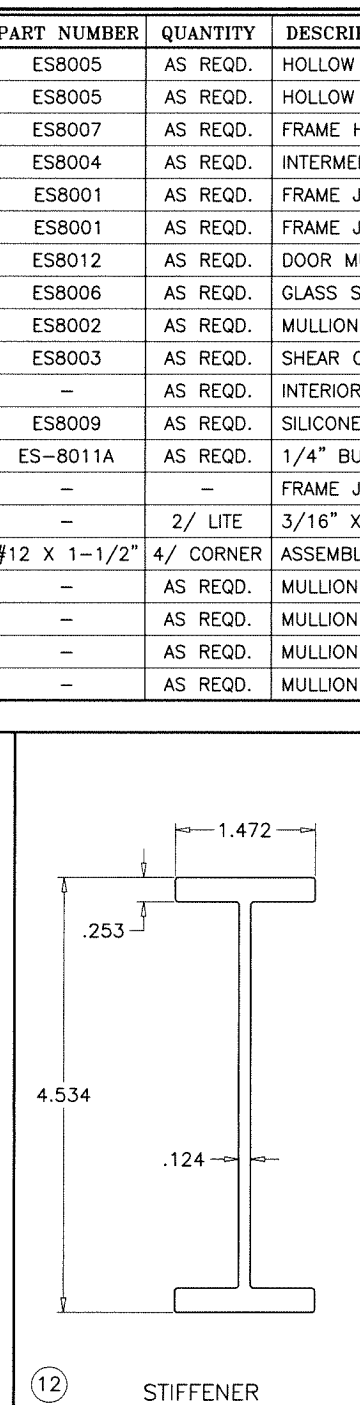 PART NUMBER QUANTITY DESCRI
ES8005 AS REQD. HOLLOW
ES8005 AS REQD. HOLLOW
ES8007 AS REQD. FRAME H
ES8004 AS REQD. INTERME
ES8001 AS REQD. FRAME J
ES8001 AS REQD. FRAME J
ES8012 AS REQD. DOOR M
ES8006 AS REQD. GLASS S
ES8002 AS REQD. MULLION
ES8003 AS REQD. SHEAR C
– AS REQD. INTERIOR
ES8009 AS REQD. SILICONE
ES-8011A AS REQD. 1/4" BU
– – FRAME J
– 2/ LITE 3/16" X
#12 X 1-1/2" 4/ CORNER ASSEMBL
– AS REQD. MULLION
– AS REQD. MULLION
– AS REQD. MULLION
– AS REQD. MULLION
1.472
.253
4.534
.124
12 STIFFENER